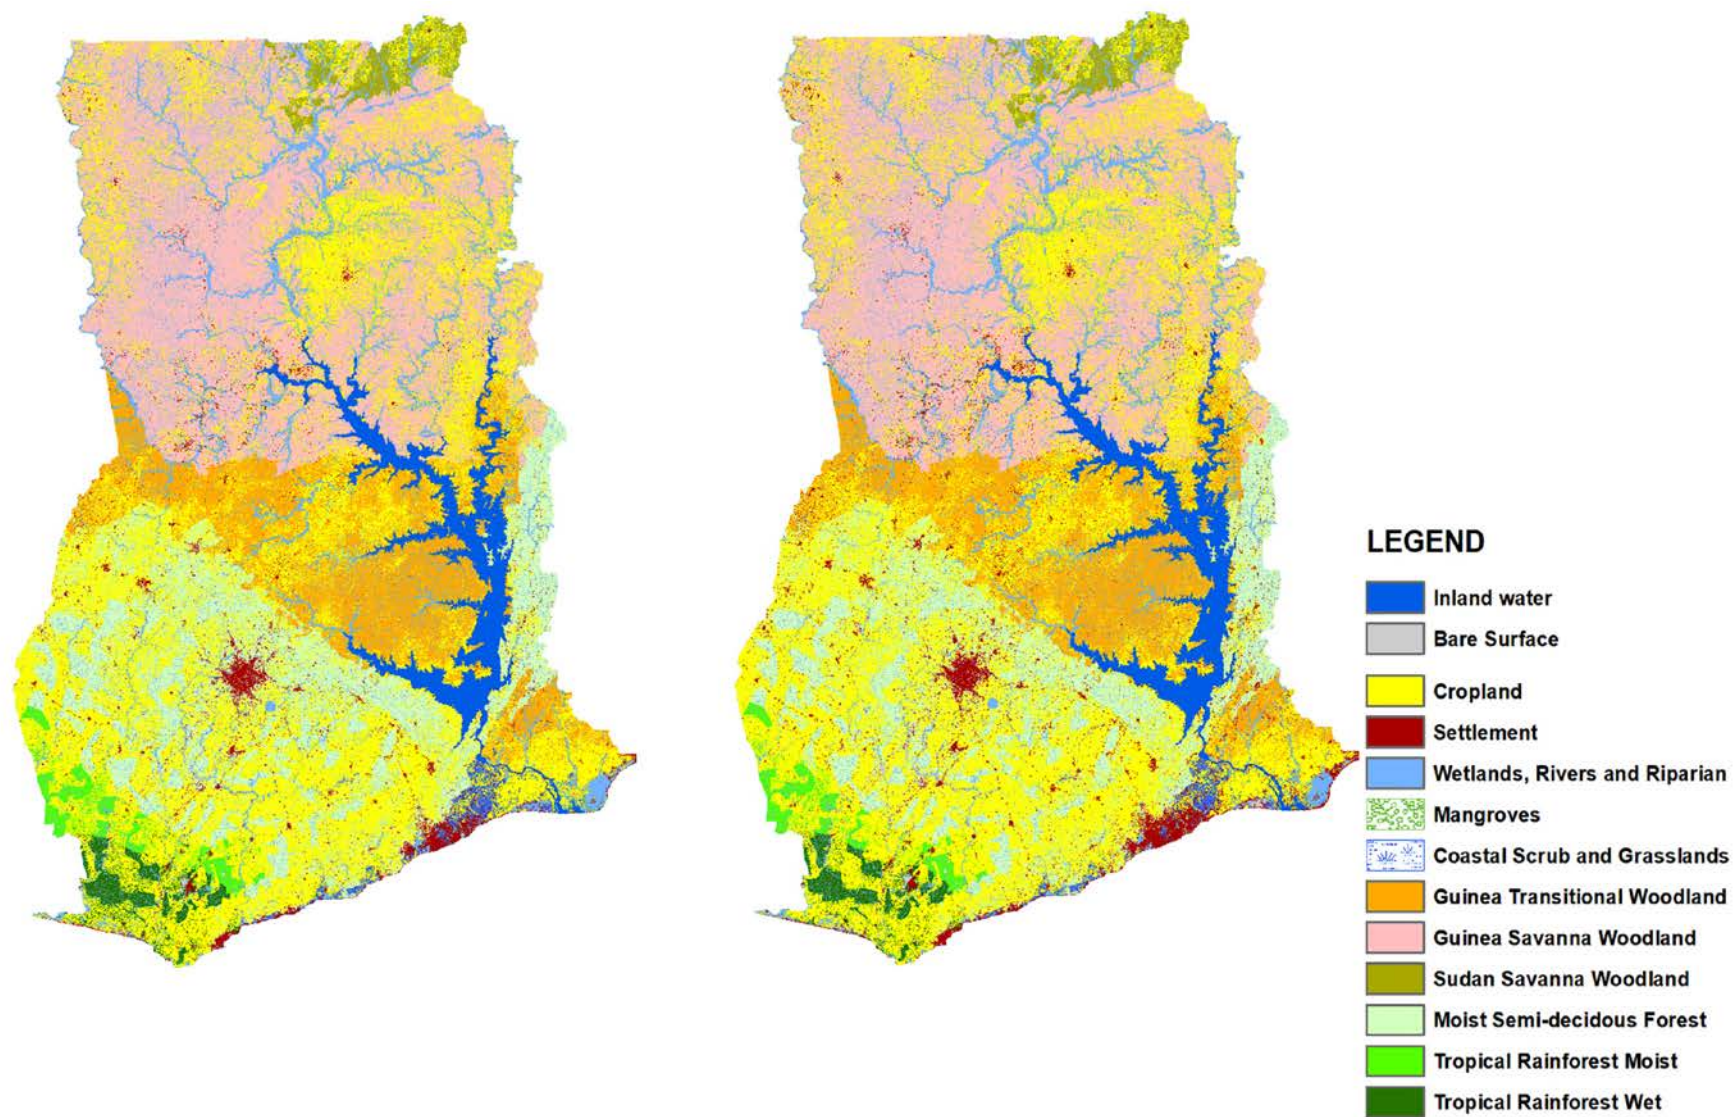 LEGEND
Inland water
Bare Surface
Cropland
Settlement
Wetlands, Rivers and Riparian
Mangroves
Coastal Scrub and Grasslands
Guinea Transitional Woodland
Guinea Savanna Woodland
Sudan Savanna Woodland
Moist Semi-decidous Forest
Tropical Rainforest Moist
Tropical Rainforest Wet